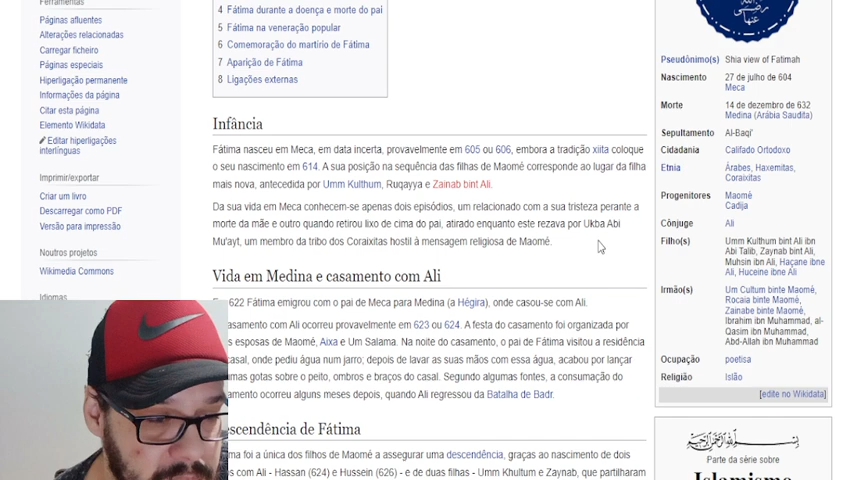 Ferramentas
Páginas afluentes
Alterações relacionadas
Carregar ficheiro
Páginas especiais
Hiperligação permanente
Informações da página
Citar esta página
Elemento Wikidata
Editar hiperligações
interlínguas
Imprimir/exportar
Criar um livro
Descarregar como PDF
Versão para impressão
Noutros projetos
Wikimedia Commons
Idiomas
4 Fátima durante a doença e morte do pai
5 Fátima na veneração popular
6 Comemoração do martírio de Fátima
7 Aparição de Fátima
8 Ligações externas
Infância
Fátima nasceu em Meca, em data incerta, provavelmente em 605 ou 606, embora a tradição xiita coloque
o seu nascimento em 614. A sua posição na sequência das filhas de Maomé corresponde ao lugar da filha
mais nova, antecedida por Umm Kulthum, Ruqayya e Zainab bint Ali.
Da sua vida em Meca conhecem-se apenas dois episódios, um relacionado com a sua tristeza perante a
morte da mãe e outro quando retirou lixo de cima do pai, atirado enquanto este rezava por Ukba Abi
Mu'ayt, um membro da tribo dos Coraixitas hostil à mensagem religiosa de Maomé.
Vida em Medina e casamento com Ali
622 Fátima emigrou com o pai de Meca para Medina (a Hégira), onde casou-se com Ali.
casamento com Ali ocorreu provavelmente em 623 ou 624. A festa do casamento foi organizada por
esposas de Maomé, Aixa e Um Salama. Na noite do casamento, o pai de Fátima visitou a residência
casal, onde pediu água num jarro; depois de lavar as suas mãos com essa água, acabou por lançar
mas gotas sobre o peito, ombros e braços do casal. Segundo algumas fontes, a consumação do
amento ocorreu alguns meses depois, quando Ali regressou da Batalha de Badr.
escendência de Fátima
ma foi a única dos filhos de Maomé a assegurar uma descendência, graças ao nascimento de dois
s com Ali - Hassan (624) e Hussein (626) - e de duas filhas - Umm Khultum e Zaynab, que partilharam
رضي الله
عنها
Pseudônimo(s) Shia view of Fatimah
Nascimento 27 de julho de 604
Meca
Morte 14 de dezembro de 632
Medina (Arábia Saudita)
Sepultamento Al-Baqi'
Cidadania Califado Ortodoxo
Etnia Árabes, Haxemitas,
Coraixitas
Progenitores Maomé
Cadija
Cônjuge Ali
Filho(s) Umm Kulthum bint Ali ibn
Abi Talib, Zaynab bint Ali,
Muhsin ibn Ali, Haçane ibne
Ali, Huceine ibne Ali
Irmão(s) Um Cultum binte Maomé,
Rocaia binte Maomé,
Zainabe binte Maomé,
Ibrahim ibn Muhammad, al-
Qasim ibn Muhammad,
Abd-Allah ibn Muhammad
Ocupação poetisa
Religião Islão
[edite no Wikidata]
بسم الله الرحمن الرحيم
Parte da série sobre
Islamismo